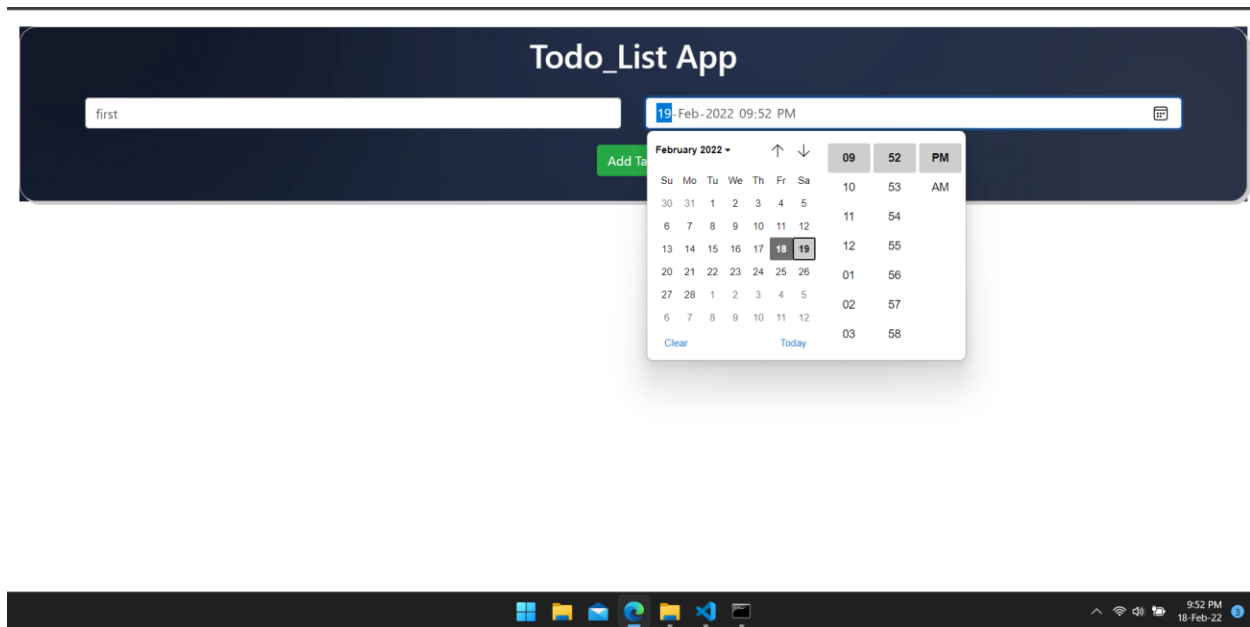 Todo_List App
first
19-Feb-2022 09:52 PM
Add Ta
February 2022
Su Mo Tu We Th Fr Sa
30 31 1 2 3 4 5
6 7 8 9 10 11 12
13 14 15 16 17 18 19
20 21 22 23 24 25 26
27 28 1 2 3 4 5
6 7 8 9 10 11 12
Clear Today
09 52 PM
10 53 AM
11 54
12 55
01 56
02 57
03 58
9:52 PM
18-Feb-22
3